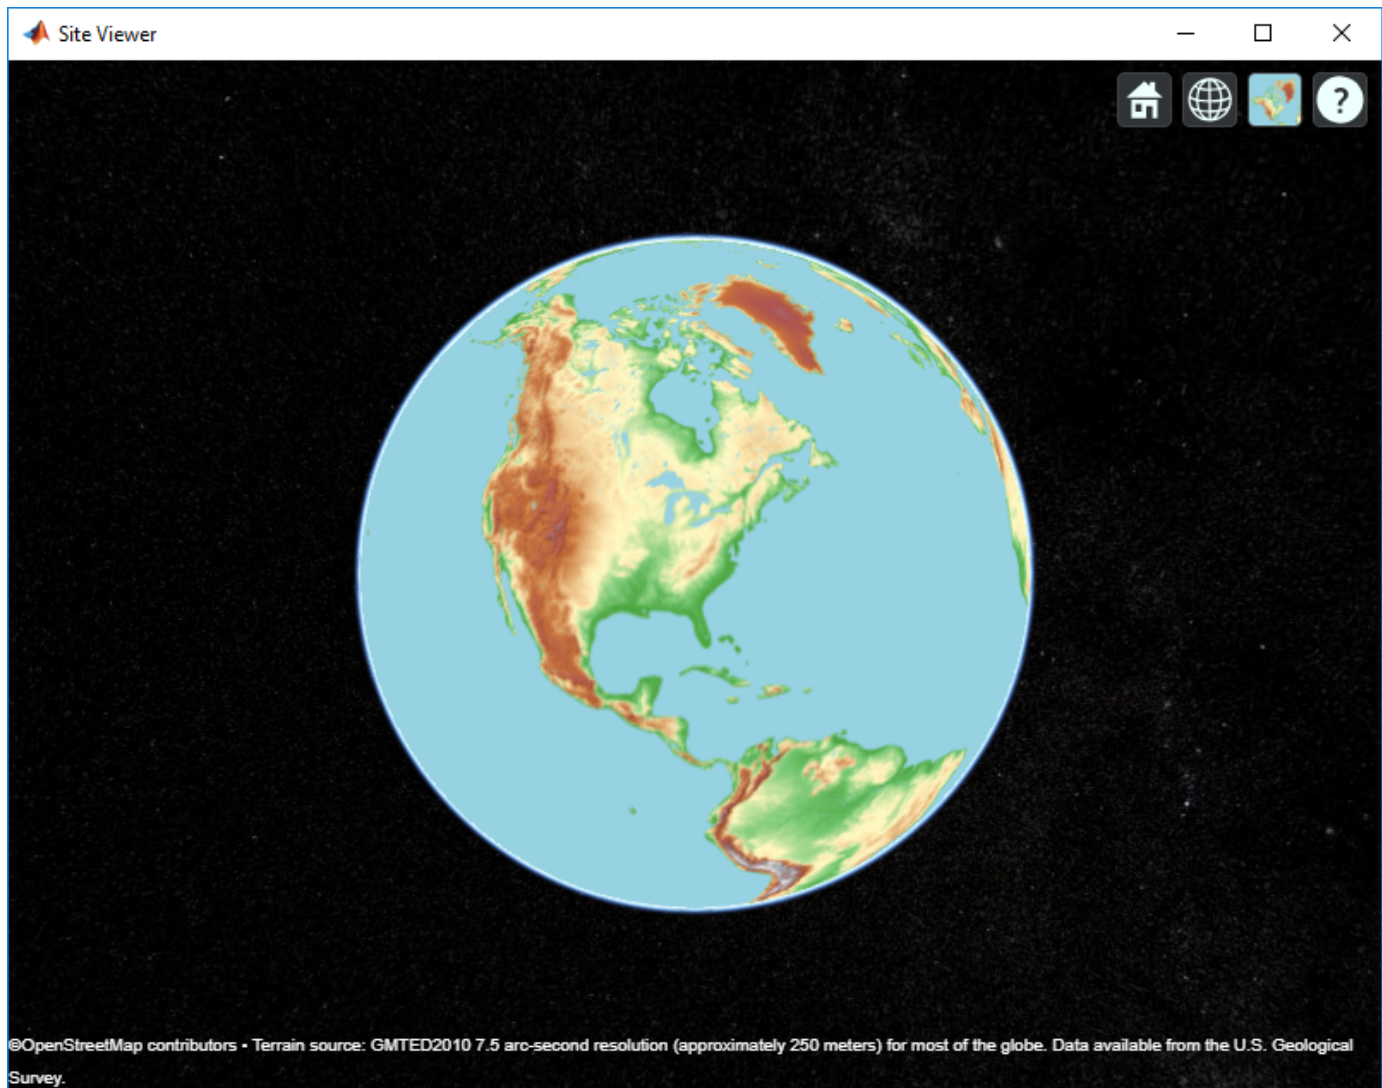 Site Viewer
?
©OpenStreetMap contributors • Terrain source: GMTED2010 7.5 arc-second resolution (approximately 250 meters) for most of the globe. Data available from the U.S. Geological
Survey.